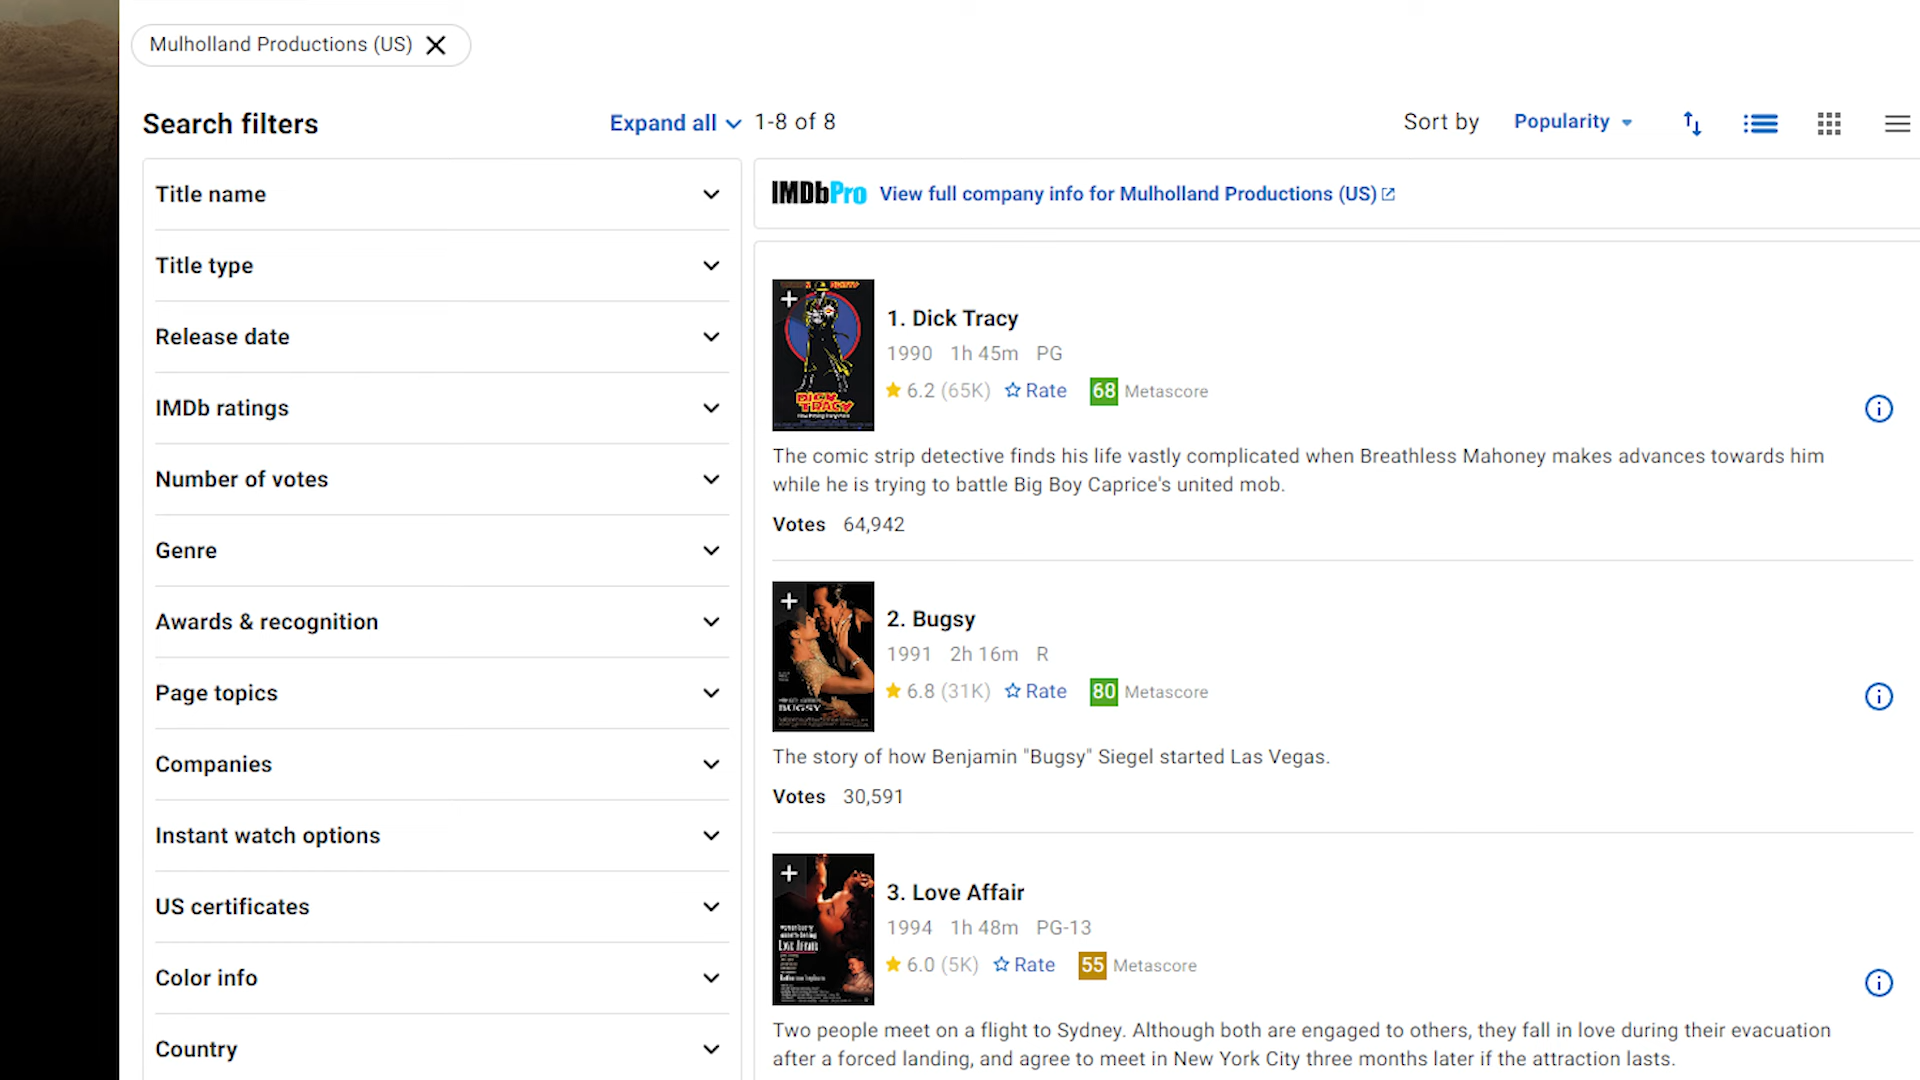 Mulholland Productions (US)
Search filters
Expand all
1-8 of 8
Sort by
Popularity
Title name
Title type
Release date
IMDb ratings
Number of votes
Genre
Awards & recognition
Page topics
Companies
Instant watch options
US certificates
Color info
Country
IMDbPro View full company info for Mulholland Productions (US)
1. Dick Tracy
1990 1h 45m PG
6.2 (65K) Rate 68 Metascore
DICK
TRACY
The comic strip detective finds his life vastly complicated when Breathless Mahoney makes advances towards him
while he is trying to battle Big Boy Caprice's united mob.
Votes 64,942
2. Bugsy
1991 2h 16m R
6.8 (31K) Rate 80 Metascore
BUGSY
The story of how Benjamin "Bugsy" Siegel started Las Vegas.
Votes 30,591
3. Love Affair
1994 1h 48m PG-13
6.0 (5K) Rate 55 Metascore
LOVE AFFAIR
Two people meet on a flight to Sydney. Although both are engaged to others, they fall in love during their evacuation
after a forced landing, and agree to meet in New York City three months later if the attraction lasts.